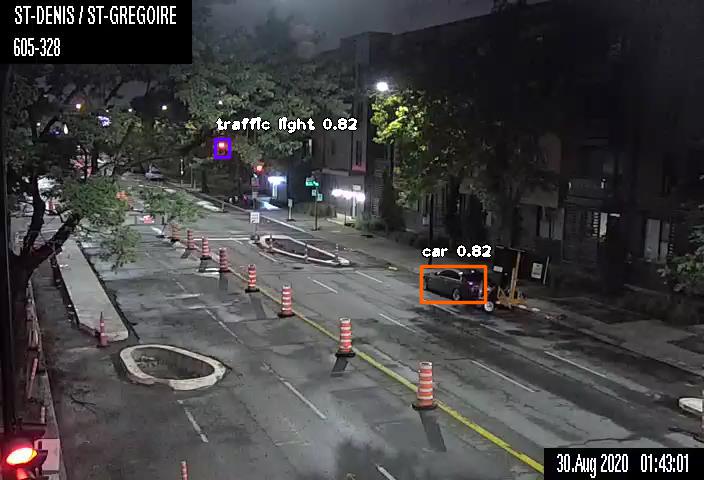 ST-DENIS / ST-GREGOIRE
605-328
traffic light 0.82
car 0.82
30.Aug 2020 01:43:01